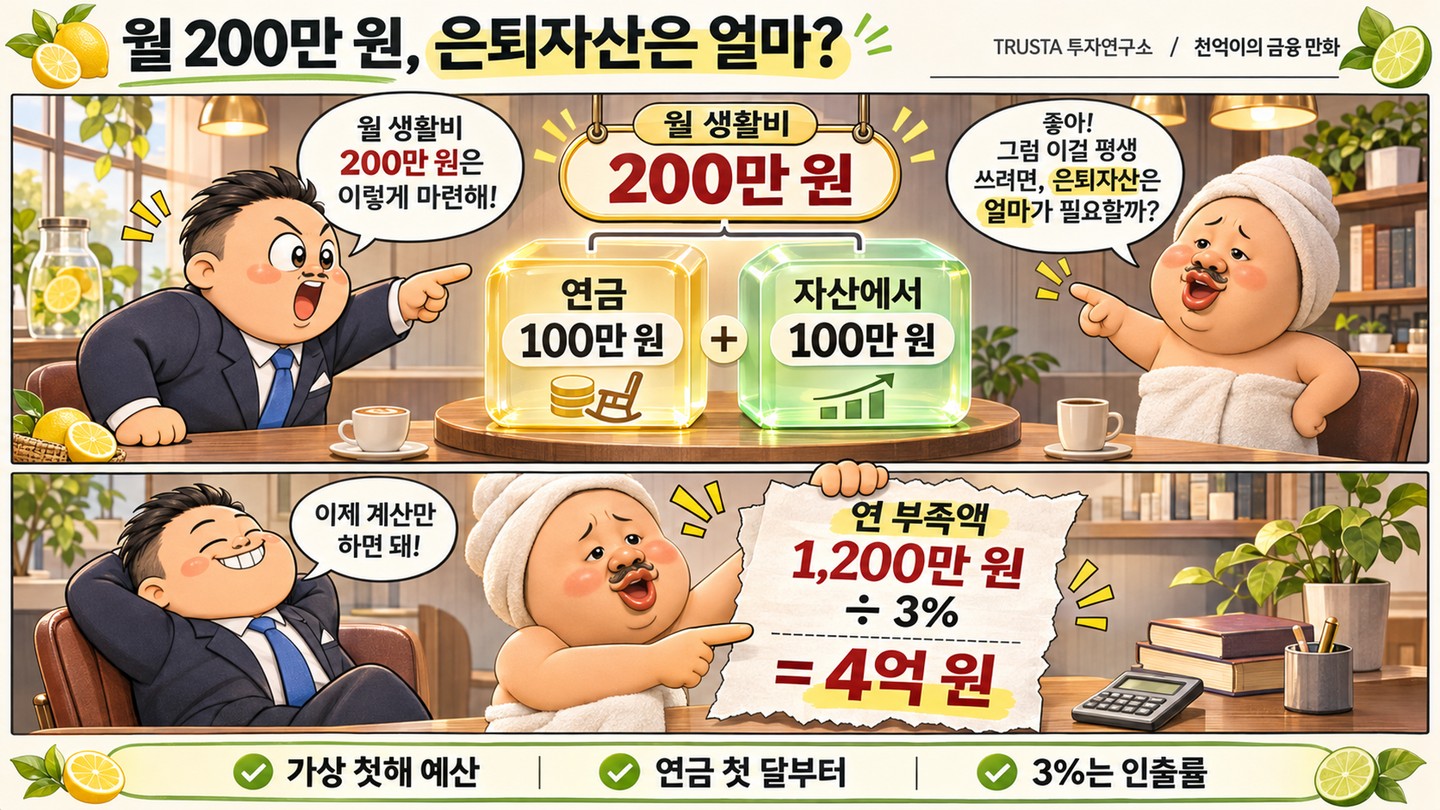 월 200만 원, 은퇴자산은 얼마?
TRUSTA 투자연구소 / 천억이의 금융 만화
월 생활비
200만 원은
이렇게 마련해!
월 생활비
200만 원
좋아!
그럼 이걸 평생
쓰려면, 은퇴자산은
얼마가 필요할까?
연금
100만 원
+
자산에서
100만 원
이제 계산만
하면 돼!
연 부족액
1,200만 원
÷ 3%
= 4억 원
가상 첫해 예산
연금 첫 달부터
3%는 인출률